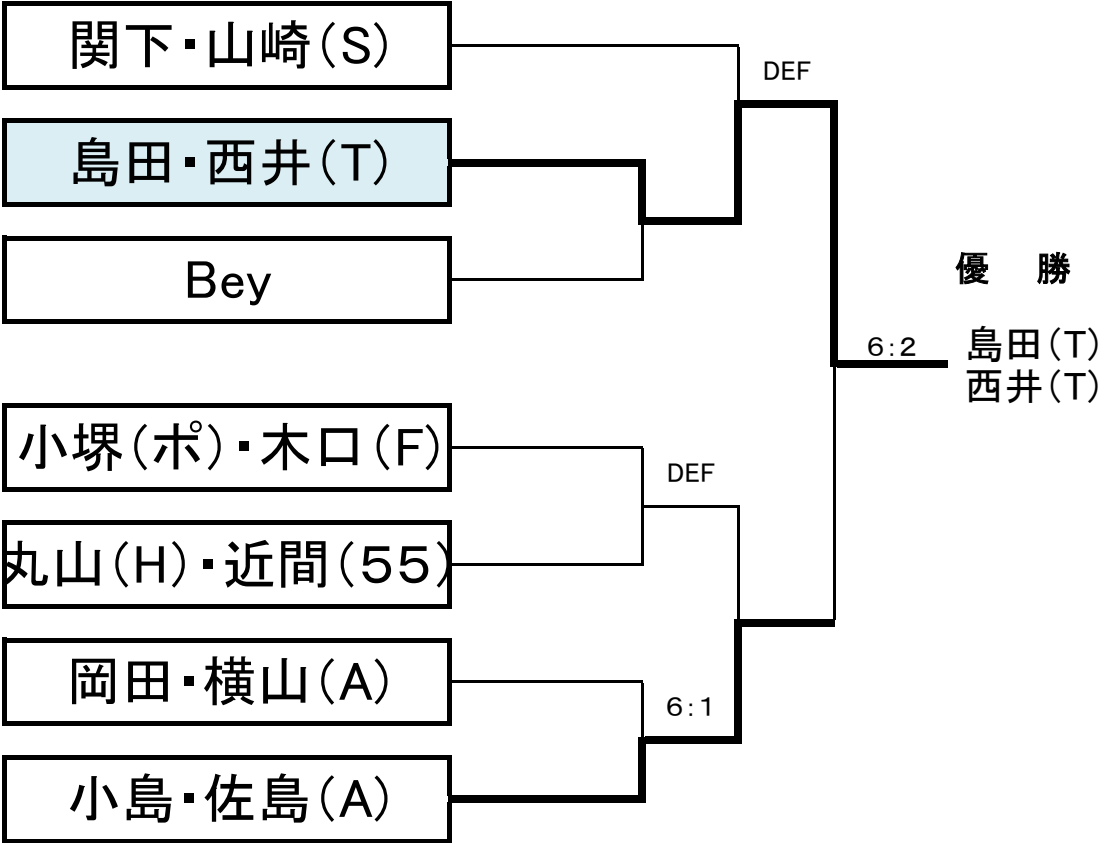 関下・山崎(S)
DEF
島田・西井(T)
Bey
優 勝
6:2
島田(T)
西井(T)
小堺(ポ)・木口(F)
DEF
丸山(H)・近間(55)
岡田・横山(A)
6:1
小島・佐島(A)